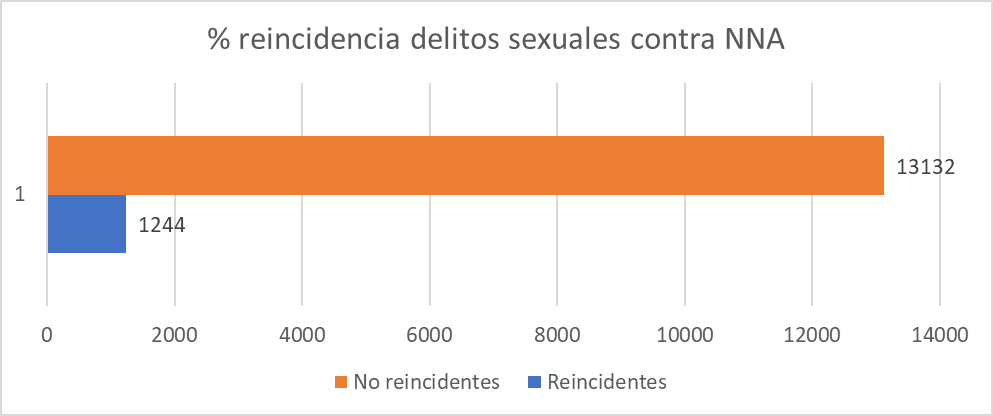 % reincidencia delitos sexuales contra NNA
13132
1
1244
0 2000 4000 6000 8000 10000 12000 14000
No reincidentes Reincidentes